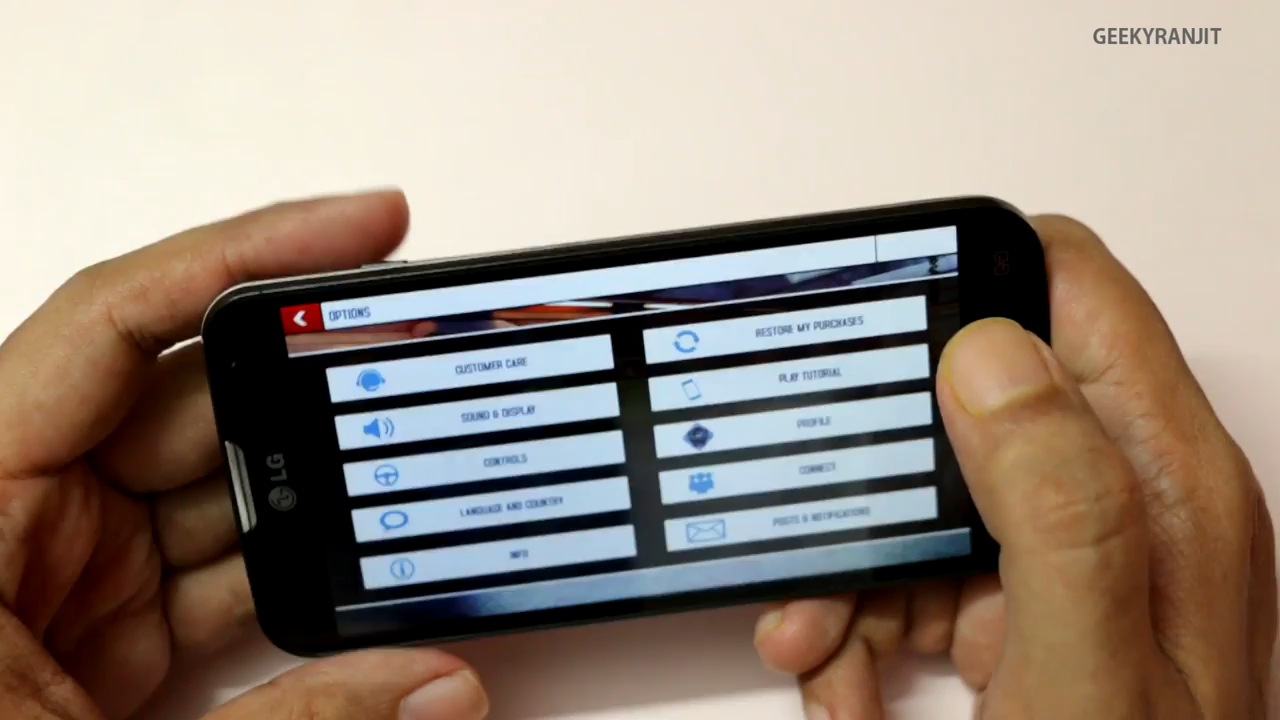 GEEKYRANJIT
OPTIONS
CUSTOMER CARE
SOUND & DISPLAY
CONTROLS
LANGUAGE AND COUNTRY
INFO
RESTORE MY PURCHASES
PLAY TUTORIAL
PROFILE
CONNECT
POSTS & NOTIFICATIONS
LG